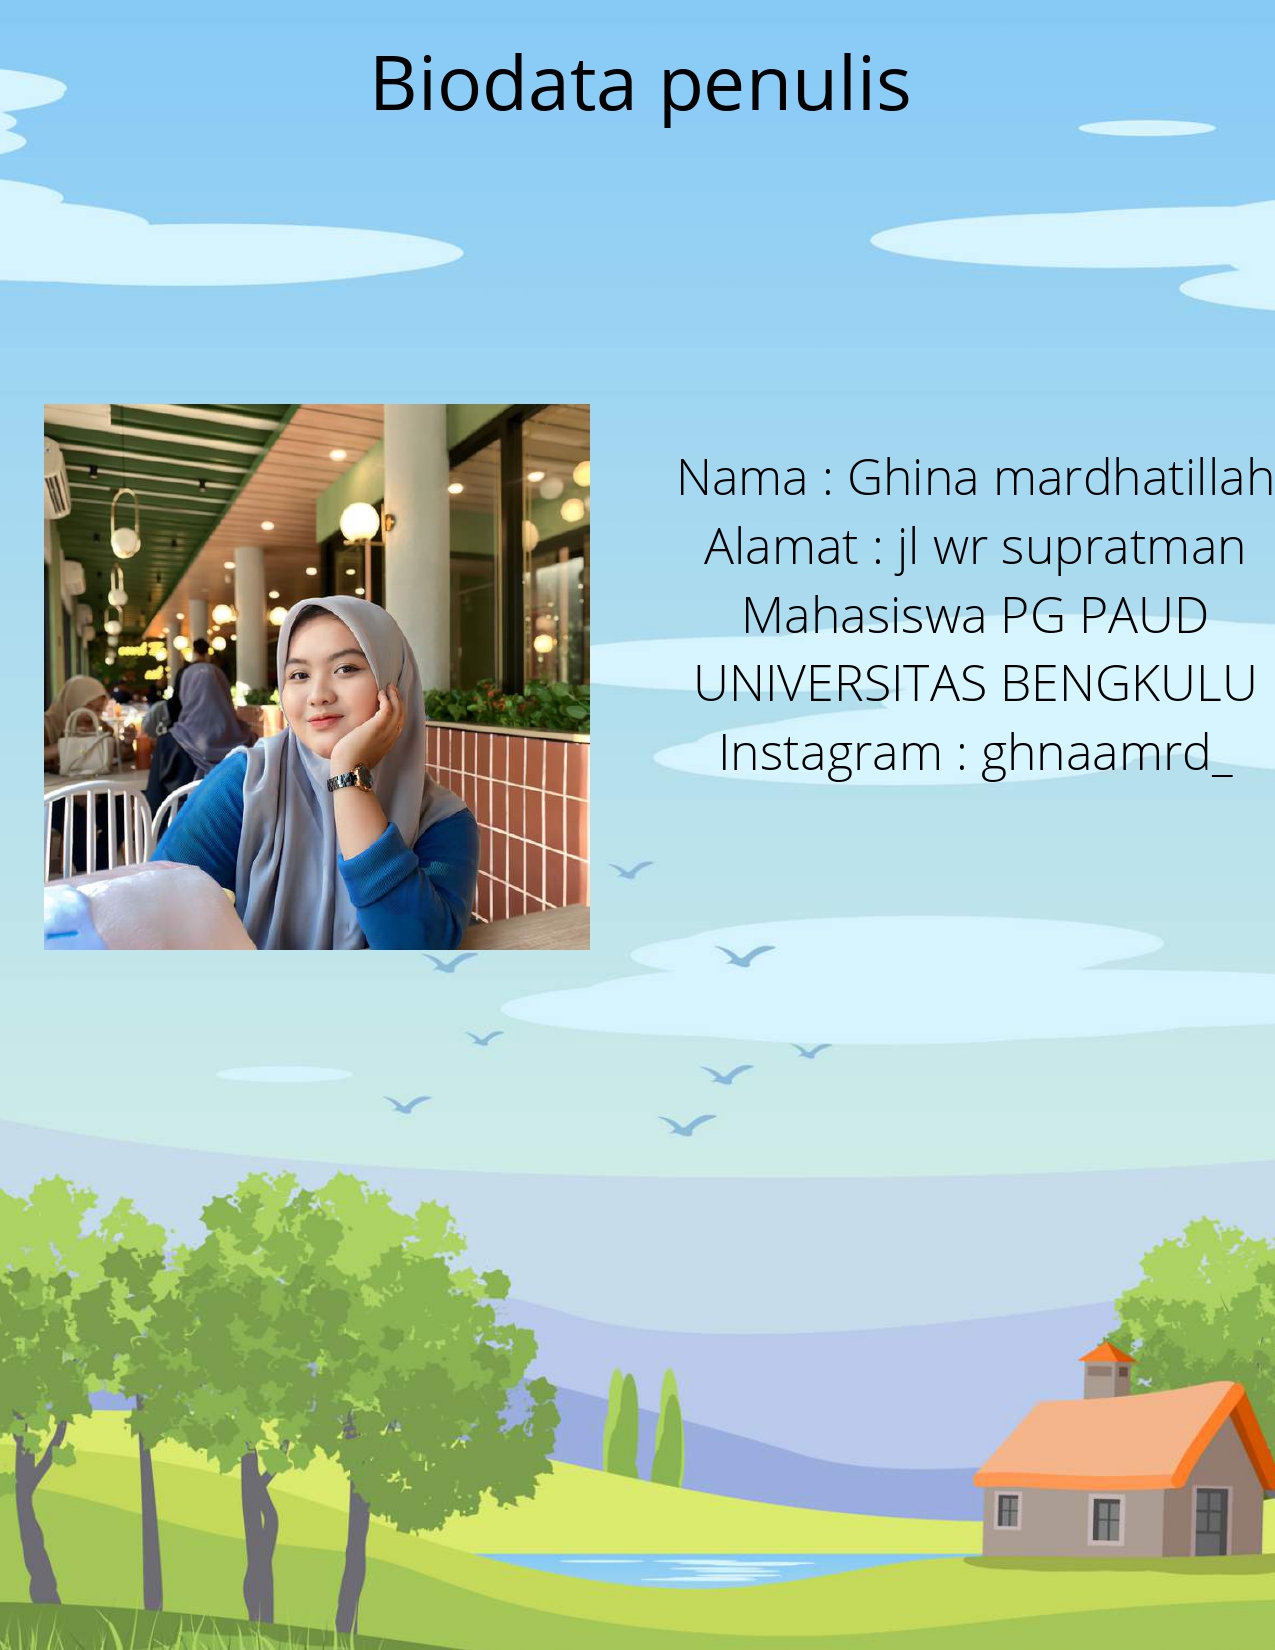 Biodata penulis
Nama : Ghina mardhatillah
Alamat : jl wr supratman
Mahasiswa PG PAUD
UNIVERSITAS BENGKULU
Instagram : ghnaamrd_